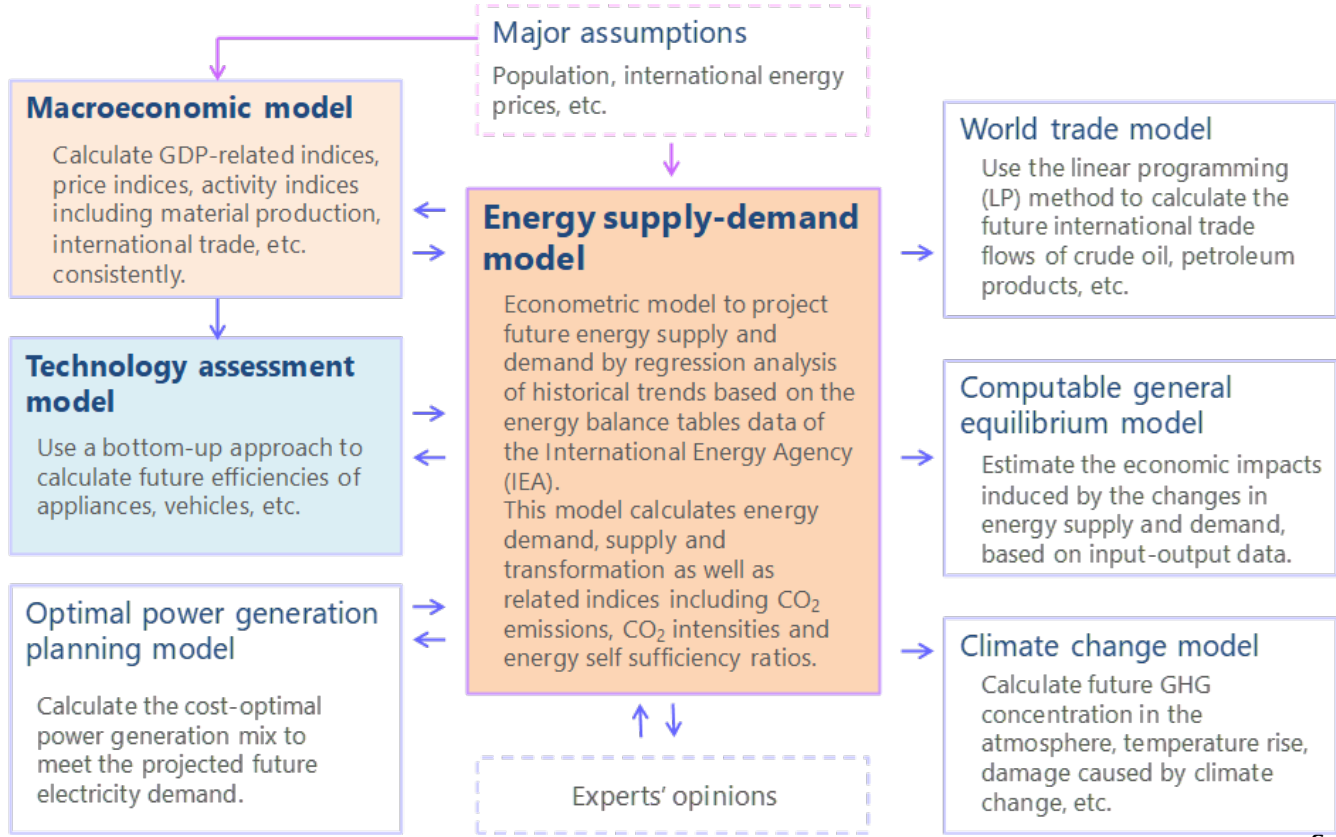 Major assumptions
Population, international energy
prices, etc.
Macroeconomic model
Calculate GDP-related indices,
price indices, activity indices
including material production,
international trade, etc.
consistently.
Technology assessment
model
Use a bottom-up approach to
calculate future efficiencies of
appliances, vehicles, etc.
Optimal power generation
planning model
Calculate the cost-optimal
power generation mix to
meet the projected future
electricity demand.
Energy supply-demand
model
Econometric model to project
future energy supply and
demand by regression analysis
of historical trends based on the
energy balance tables data of
the International Energy Agency
(IEA).
This model calculates energy
demand, supply and
transformation as well as
related indices including CO₂
emissions, CO₂ intensities and
energy self sufficiency ratios.
Experts’ opinions
World trade model
Use the linear programming
(LP) method to calculate the
future international trade
flows of crude oil, petroleum
products, etc.
Computable general
equilibrium model
Estimate the economic impacts
induced by the changes in
energy supply and demand,
based on input-output data.
Climate change model
Calculate future GHG
concentration in the
atmosphere, temperature rise,
damage caused by climate
change, etc.